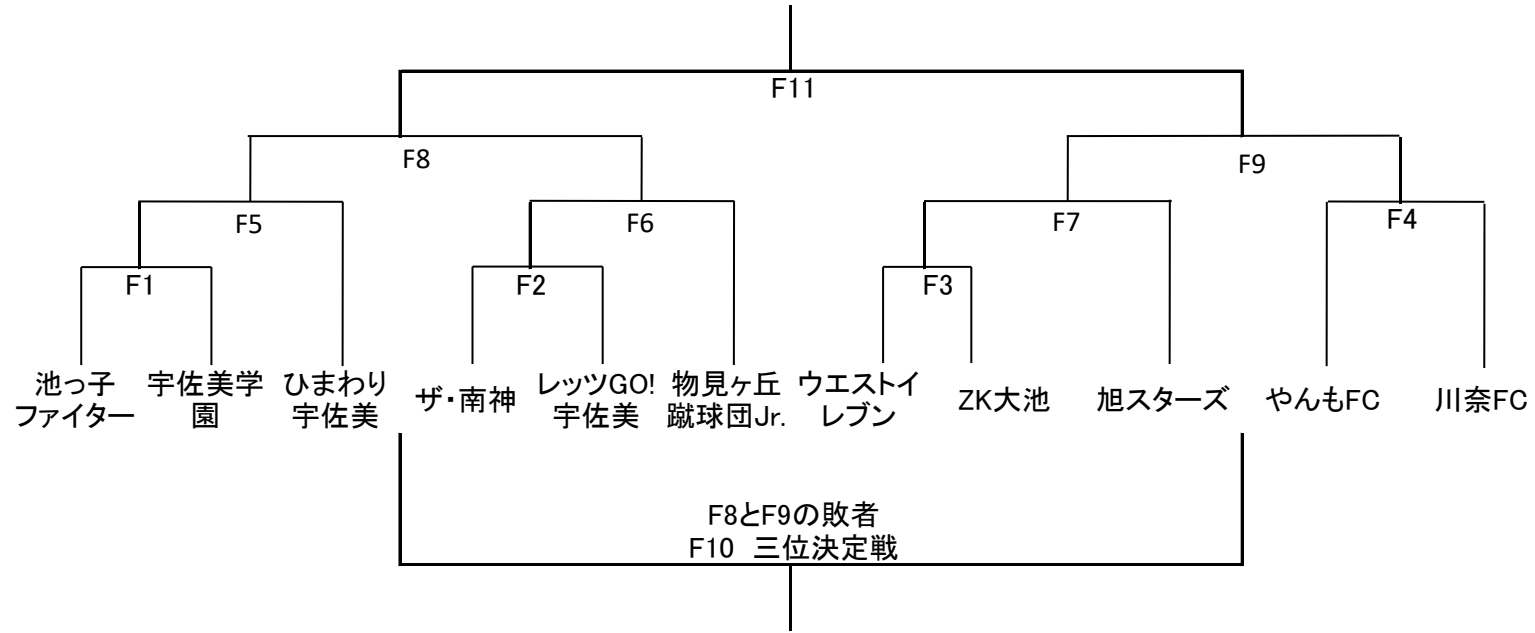 F11
F8
F9
F5
F6
F7
F4
F1
F2
F3
池っ子
ファイター
宇佐美学
園
ひまわり
宇佐美
ザ・南神
レッツGO!
宇佐美
物見ヶ丘
蹴球団Jr.
ウエストイ
レブン
ZK大池
旭スターズ
やんもFC
川奈FC
F8とF9の敗者
F10 三位決定戦